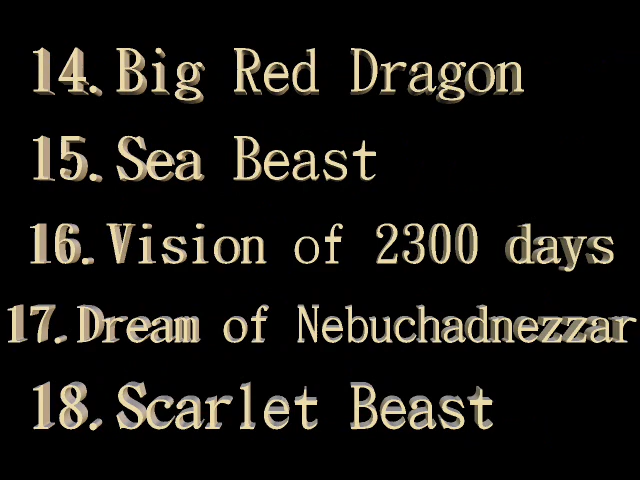 14. Big Red Dragon
15. Sea Beast
16. Vision of 2300 days
17. Dream of Nebuchadnezzar
18. Scarlet Beast